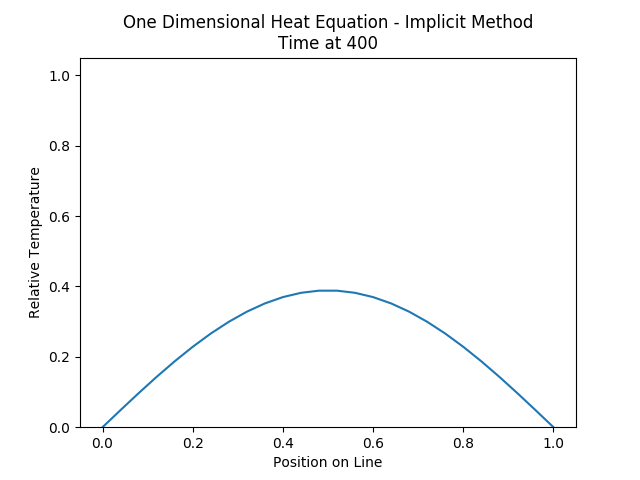 One Dimensional Heat Equation - Implicit Method
Time at 400
1.0
0.8
0.6
0.4
0.2
0.0
Relative Temperature
0.0 0.2 0.4 0.6 0.8 1.0
Position on Line